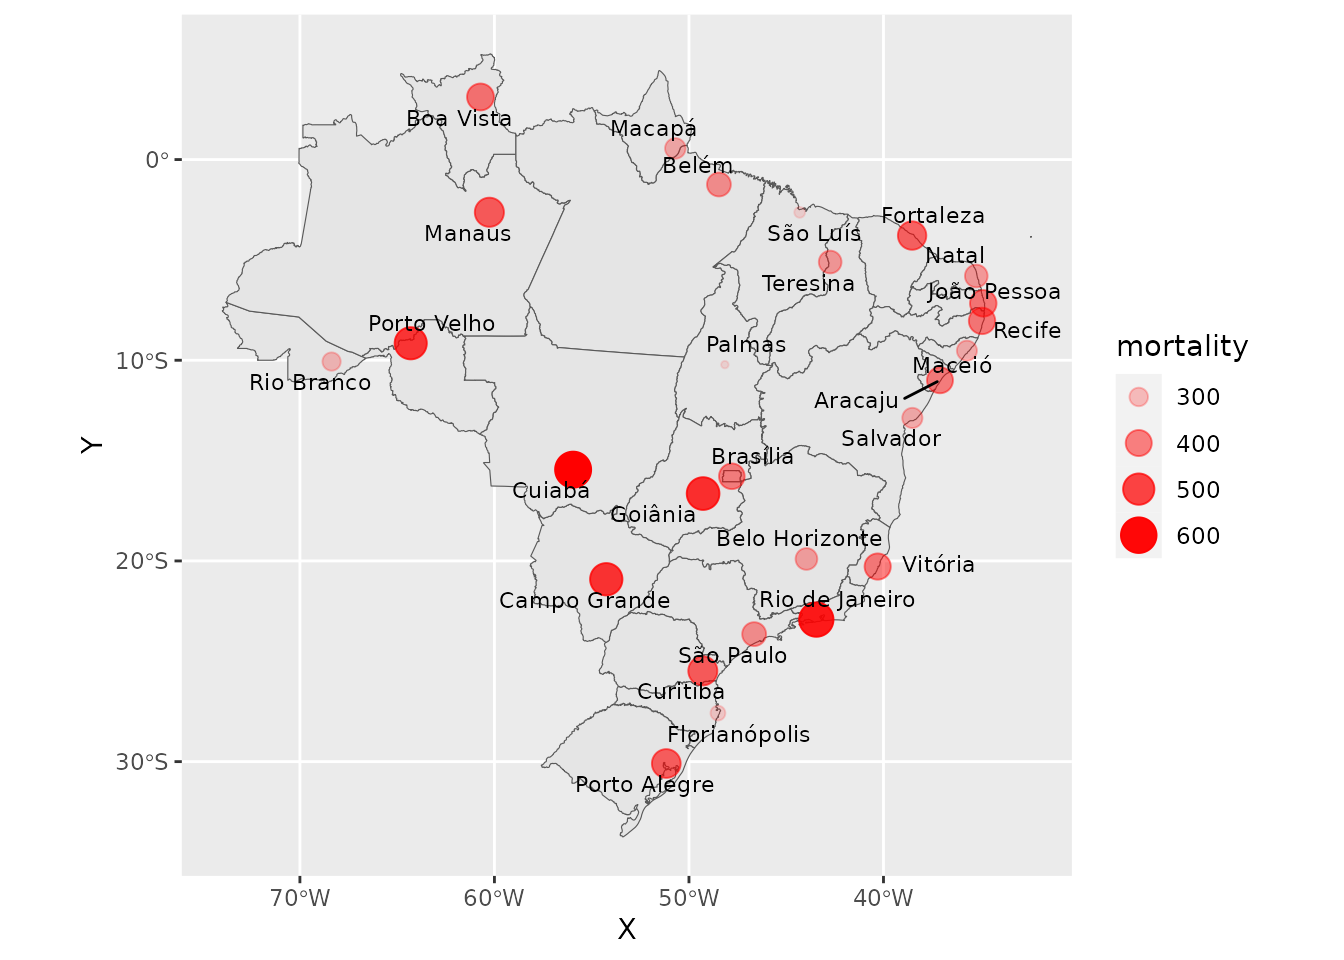 Boa Vista
Macapá
Belém
Manaus
São Luís
Fortaleza
Teresina
Natal
João Pessoa
Recife
Porto Velho
Palmas
Rio Branco
Maceió
Aracaju
Salvador
Brasília
Cuiabá
Goiânia
Belo Horizonte
Vitória
Campo Grande
Rio de Janeiro
São Paulo
Curitiba
Florianópolis
Porto Alegre
0°
10°S
20°S
30°S
Y
70°W
60°W
50°W
40°W
X
mortality
300
400
500
600